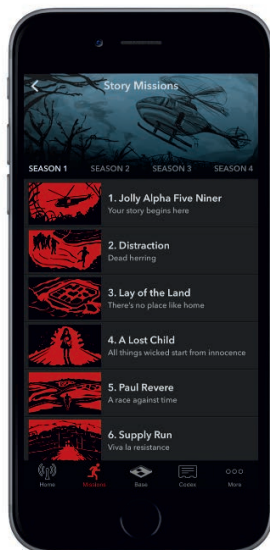 Story Missions
SEASON 1 SEASON 2 SEASON 3 SEASON 4
1. Jolly Alpha Five Niner
Your story begins here
2. Distraction
Dead herring
3. Lay of the Land
There's no place like home
4. A Lost Child
All things wicked start from innocence
5. Paul Revere
A race against time
6. Supply Run
Viva la resistance
Home Missions Base Codex More